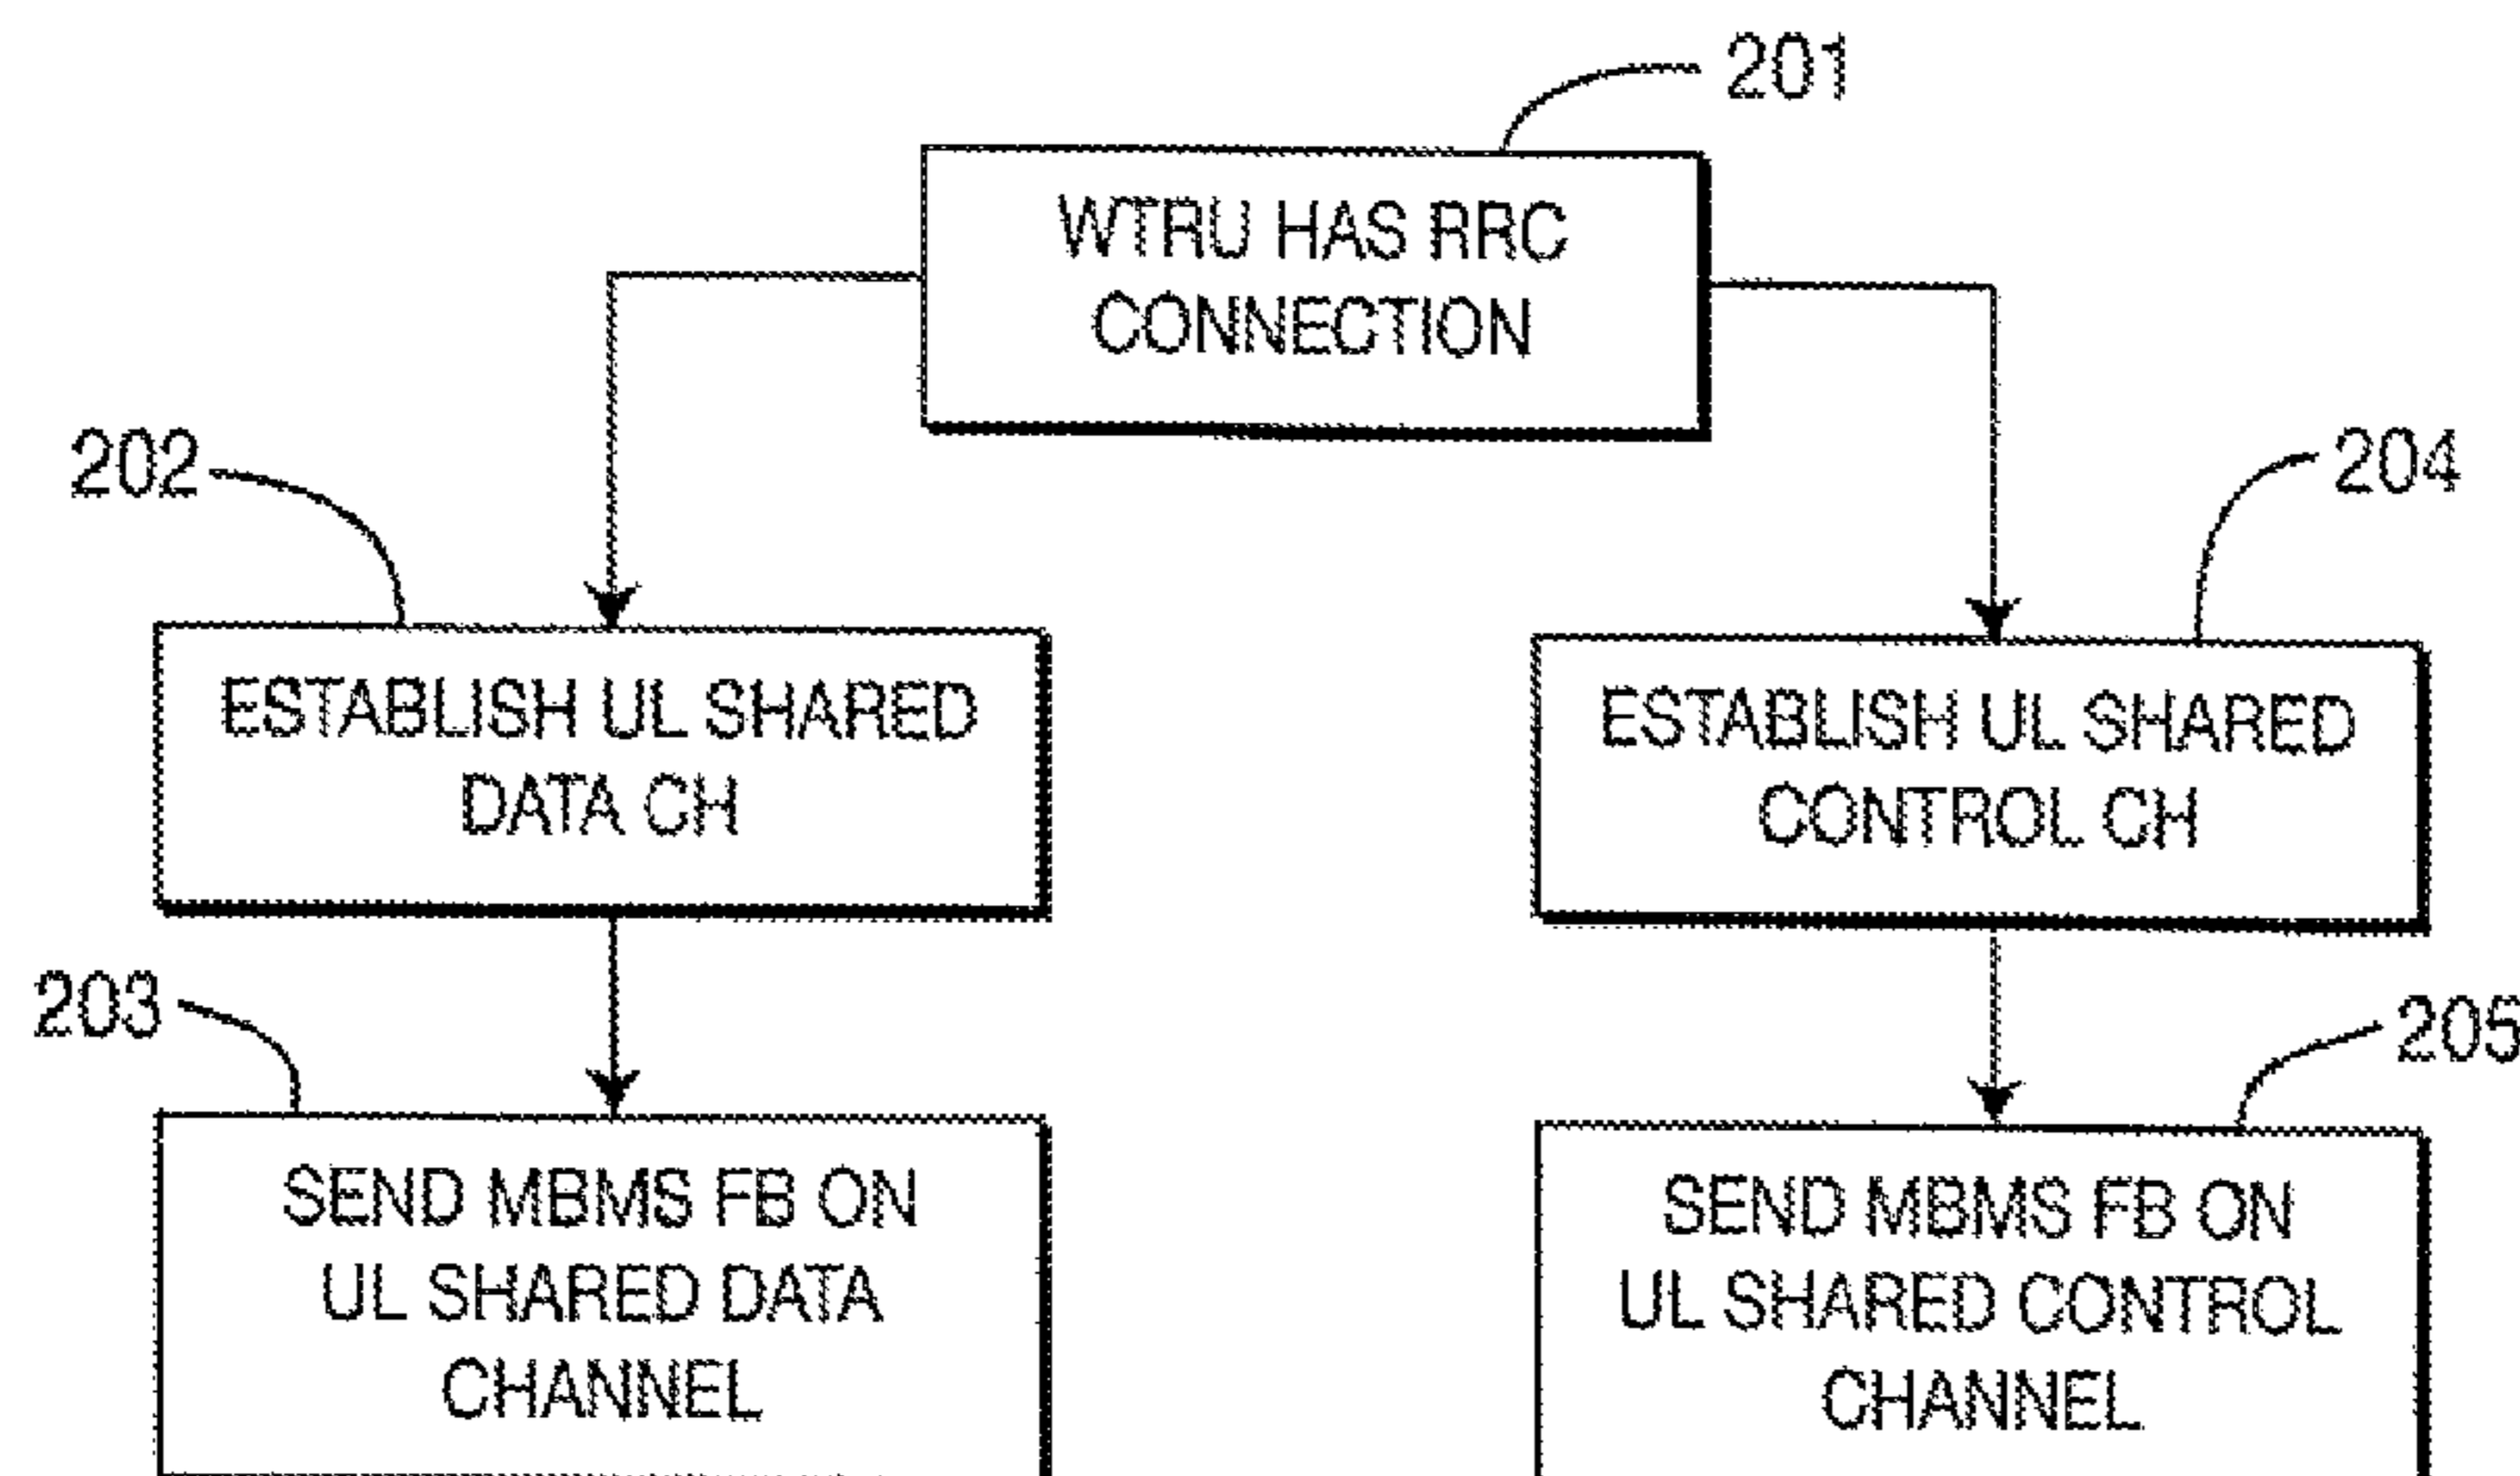 201
WTRU HAS RRC
CONNECTION
202
204
ESTABLISH UL SHARED
DATA CH
ESTABLISH UL SHARED
CONTROL CH
203
205
SEND MBMS FB ON
UL SHARED DATA
CHANNEL
SEND MBMS FB ON
UL SHARED CONTROL
CHANNEL